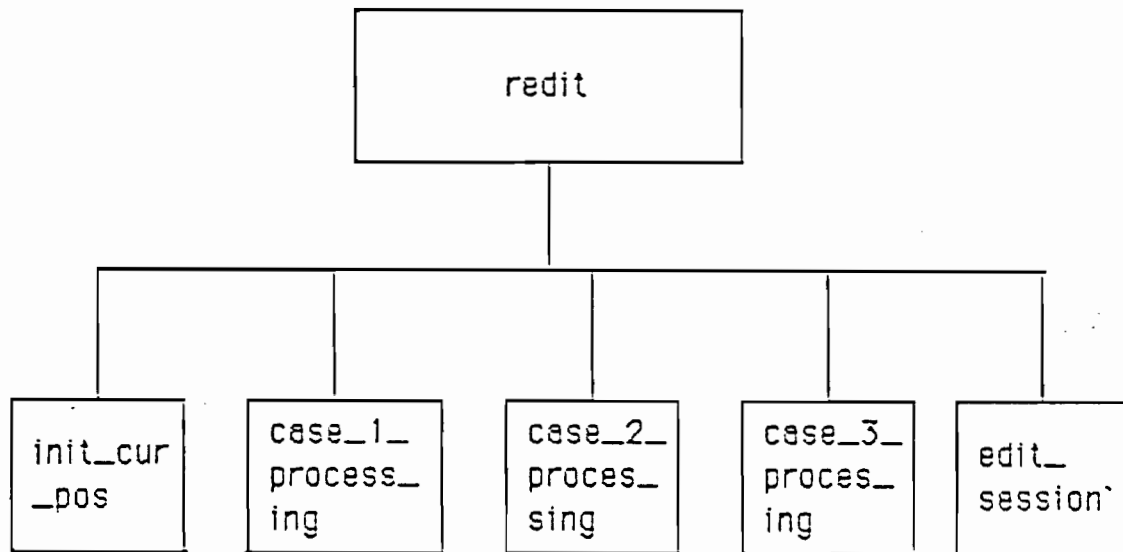 redit
init_cur
_pos
case_1_
process_
ing
case_2_
proces_
sing
case_3_
proces_
ing
edit_
session`